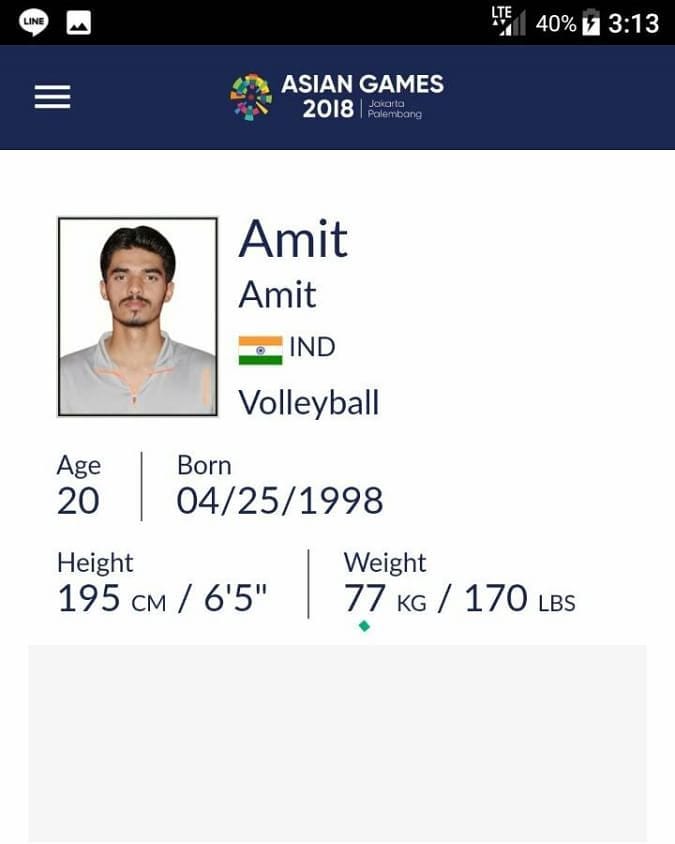 LINE
LTE
40% 3:13
ASIAN GAMES
2018 | Jakarta
Palembang
Amit
Amit
IND
Volleyball
Age
20
Born
04/25/1998
Height
195 CM / 6'5"
Weight
77 KG / 170 LBS